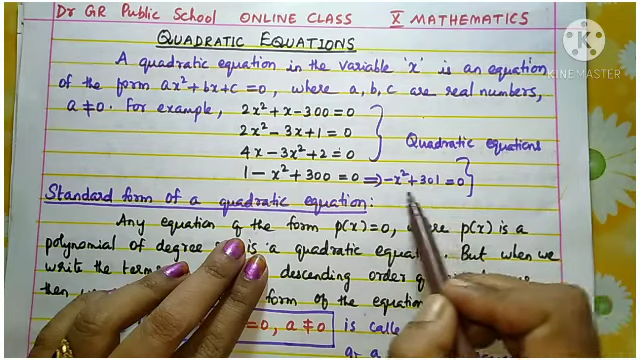 Dr GR Public School ONLINE CLASS X MATHEMATICS
QUADRATIC EQUATIONS
KINEMASTER
A quadratic equation in the variable 'x' is an equation
of the form ax²+bx+c=0, where a, b, c are real numbers,
a≠0. For example, 2x²+x-300=0
2x²-3x+1=0
Quadratic equations
4x-3x²+2=0
1-x²+300=0 ⇒ -x²+301=0
Standard form of a quadratic equation:
Any equation of the form p(x)=0, where p(x) is a
polynomial of degree is a quadratic But when we
write the descending order
form of the equation
=0, a≠0 is